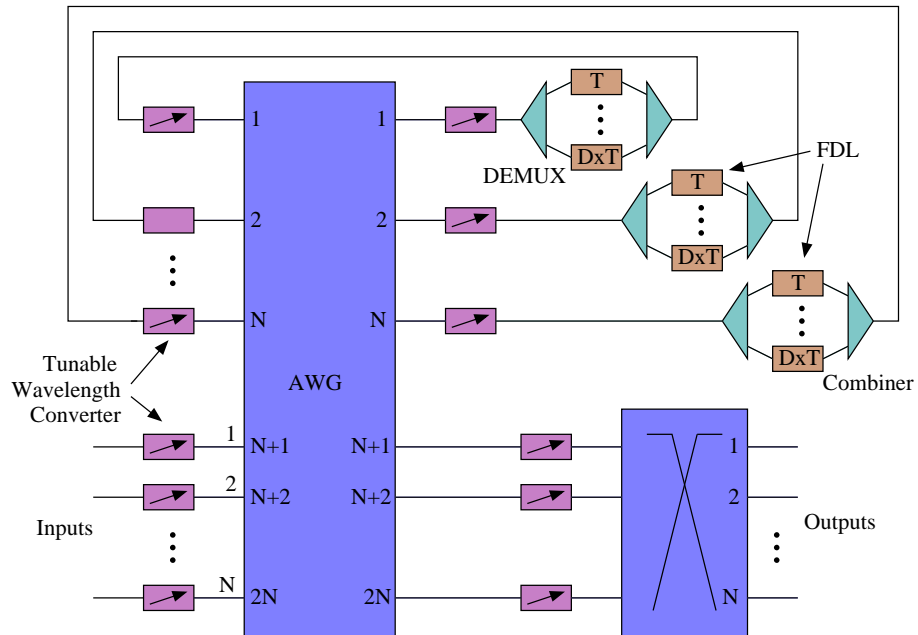 T
FDL
1
1
DxT
DEMUX
T
2
2
DxT
T
N
N
DxT
Tunable
Wavelength
Converter
AWG
Combiner
1
N+1
N+1
1
2
N+2
N+2
2
Inputs
Outputs
N
2N
2N
N